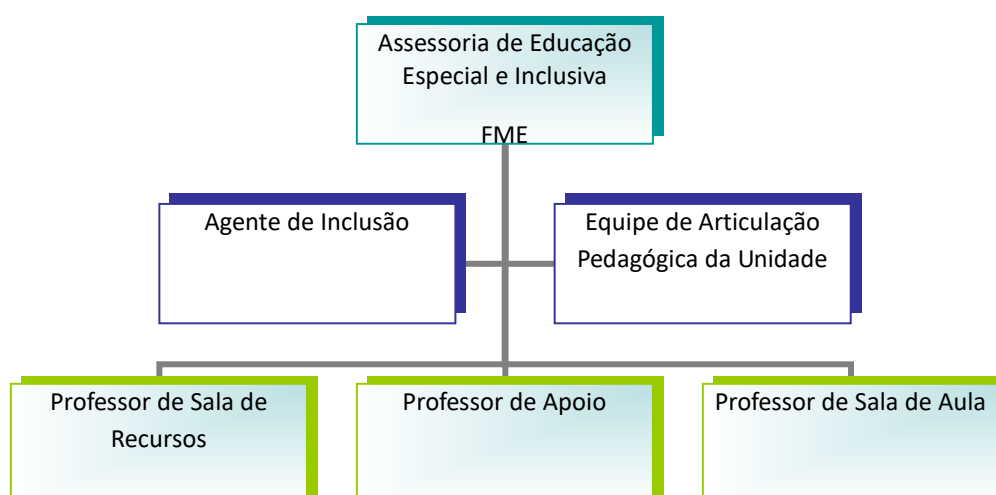 Assessoria de Educação
Especial e Inclusiva
FME
Agente de Inclusão
Equipe de Articulação
Pedagógica da Unidade
Professor de Sala de
Recursos
Professor de Apoio
Professor de Sala de Aula